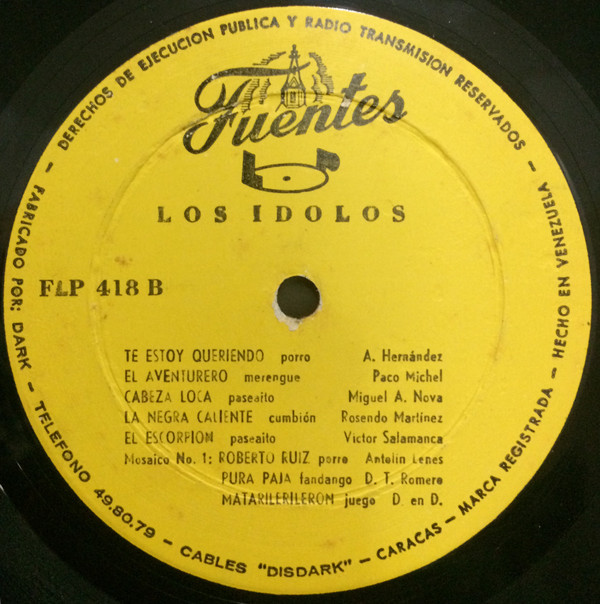 DERECHOS DE EJECUCION PUBLICA Y RADIO TRANSMISION RESERVADOS –
Fuentes
LOS IDOLOS
FLP 418 B
TE ESTOY QUERIENDO porro A. Hernández
EL AVENTURERO merengue Paco Michel
CABEZA LOCA paseaito Miguel A. Nova
LA NEGRA CALIENTE cumbión Rosendo Martínez
EL ESCORPION paseaito Victor Salamanca
Mosaico No. 1: ROBERTO RUIZ porro Antolin Lenes
PURA PAJA fandango D. T. Romero
MATARILERILERON juego D. en D.
– FABRICADO POR: DARK – TELEFONO 49.80.79 – CABLES "DISDARK" – CARACAS – MARCA REGISTRADA – HECHO EN VENEZUELA